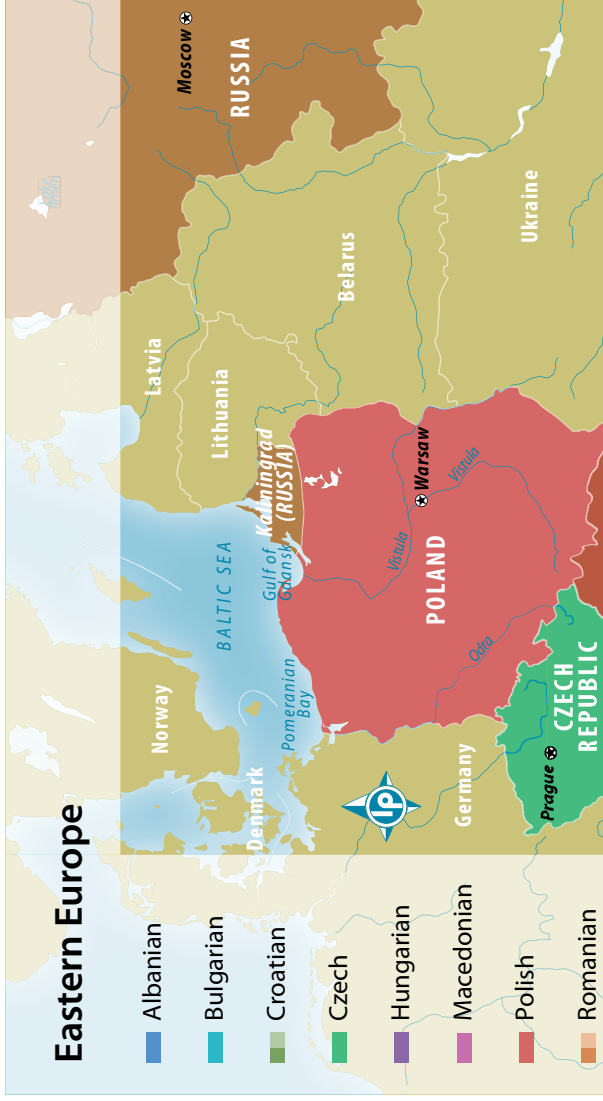 Eastern Europe
Albanian
Bulgarian
Croatian
Czech
Hungarian
Macedonian
Polish
Romanian
Norway
Denmark
BALTIC SEA
Pomeranian
Bay
Gulf of
Gdansk
Latvia
Lithuania
Kaliningrad
(RUSSIA)
Moscow
RUSSIA
Belarus
Ukraine
lp
Germany
POLAND
Warsaw
Vistula
Vistula
Odra
Prague
CZECH
REPUBLIC